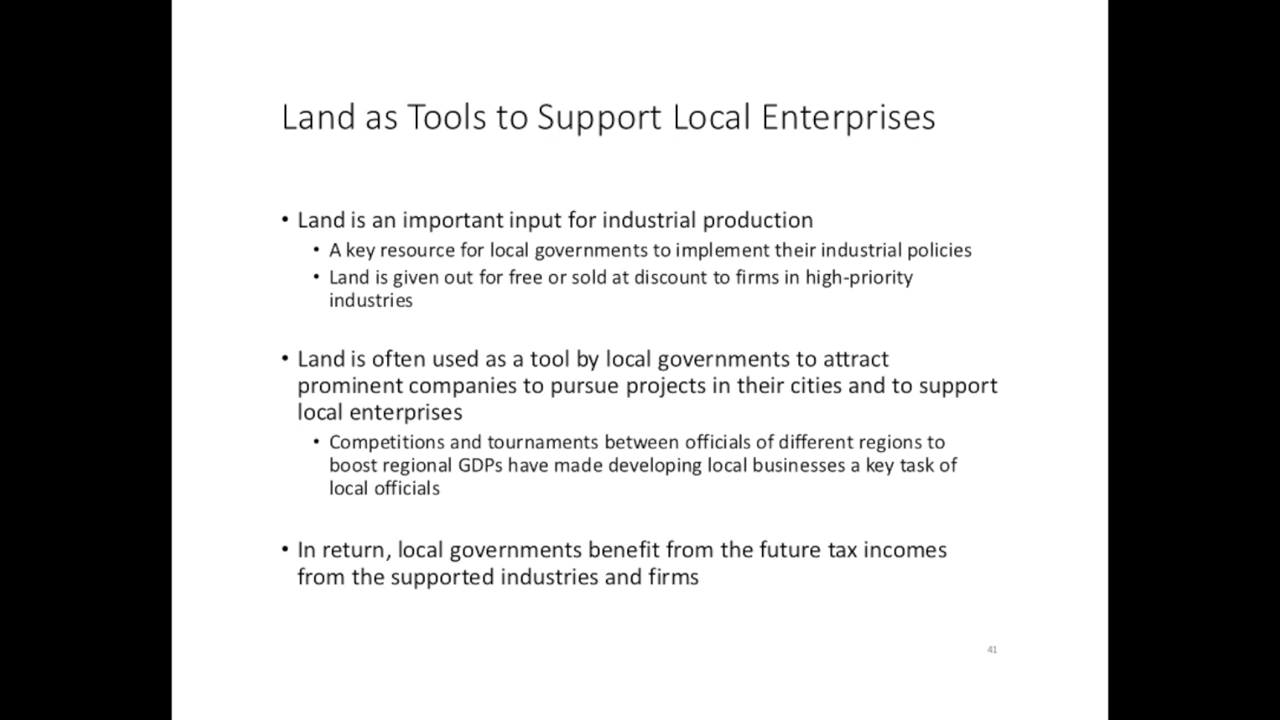 Land as Tools to Support Local Enterprises
• Land is an important input for industrial production
• A key resource for local governments to implement their industrial policies
• Land is given out for free or sold at discount to firms in high-priority
industries
• Land is often used as a tool by local governments to attract
prominent companies to pursue projects in their cities and to support
local enterprises
• Competitions and tournaments between officials of different regions to
boost regional GDPs have made developing local businesses a key task of
local officials
• In return, local governments benefit from the future tax incomes
from the supported industries and firms
41